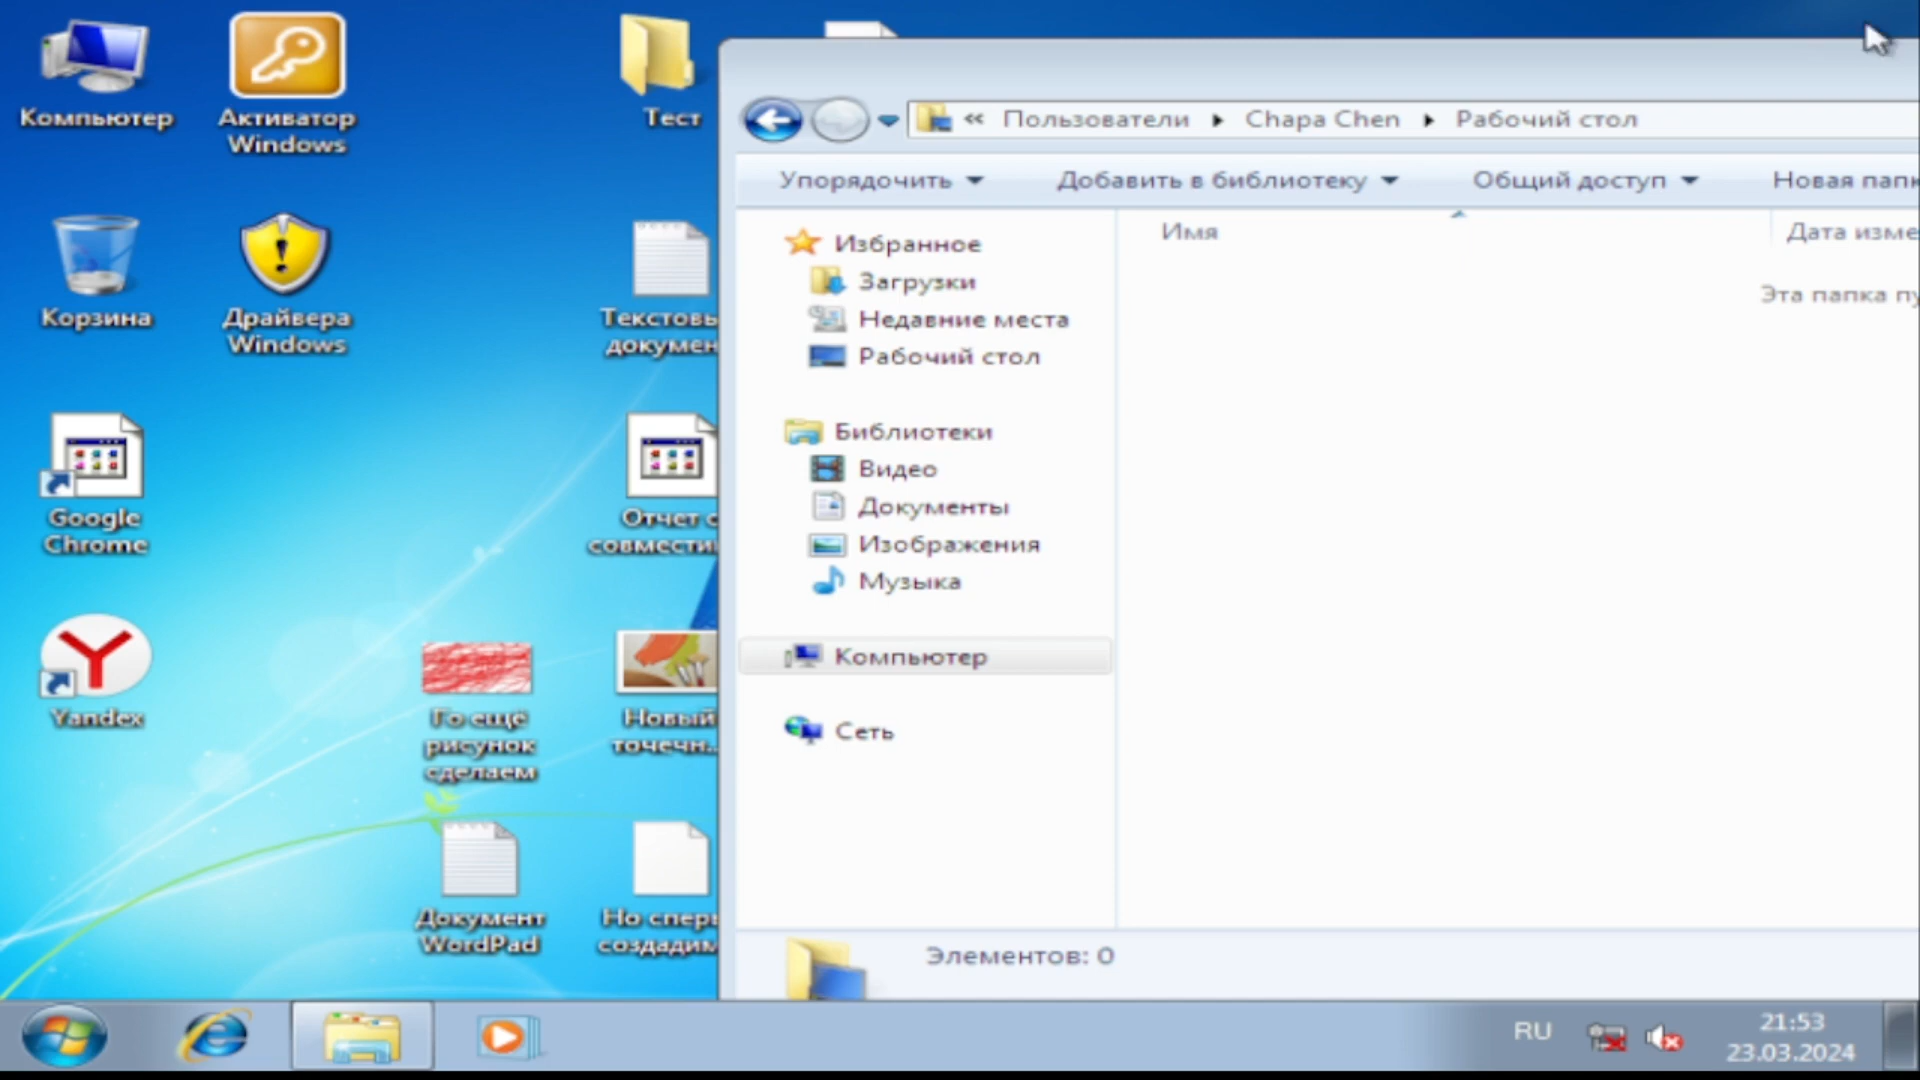 Компьютер
Активатор
Windows
Тест
Корзина
Драйвера
Windows
Текстовы
докумен
Google
Chrome
Отчет с
совмести
Yandex
Го ещё
рисунок
сделаем
Новый
точечн...
Документ
WordPad
Но сперв
создадим
« Пользователи ▸ Chapa Chen ▸ Рабочий стол
Упорядочить Добавить в библиотеку Общий доступ Новая папк
Имя Дата изме
Эта папка пу
Избранное
Загрузки
Недавние места
Рабочий стол
Библиотеки
Видео
Документы
Изображения
Музыка
Компьютер
Сеть
Элементов: 0
RU
21:53
23.03.2024